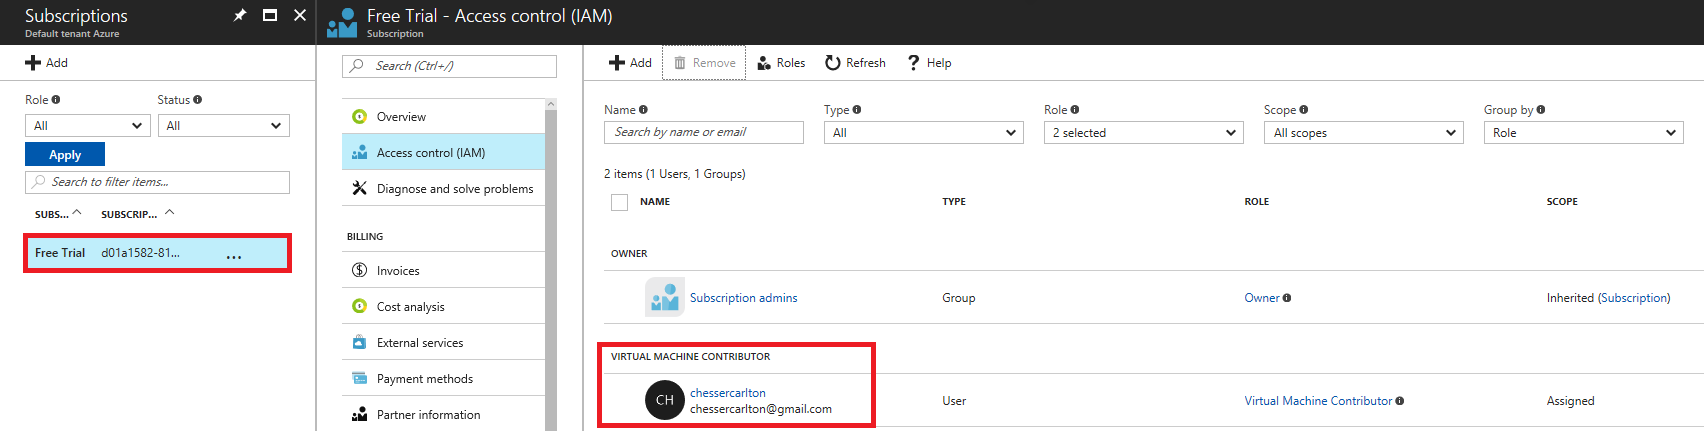 Subscriptions
Default tenant Azure
Add
Role
Status
All
All
Apply
Search to filter items...
SUBS...
SUBSCRIP...
Free Trial
d01a1582-81...
...
Free Trial - Access control (IAM)
Subscription
Search (Ctrl+/)
Overview
Access control (IAM)
Diagnose and solve problems
BILLING
Invoices
Cost analysis
External services
Payment methods
Partner information
Add
Remove
Roles
Refresh
Help
Name
Type
Role
Scope
Group by
Search by name or email
All
2 selected
All scopes
Role
2 items (1 Users, 1 Groups)
NAME
TYPE
ROLE
SCOPE
OWNER
Subscription admins
Group
Owner
Inherited (Subscription)
VIRTUAL MACHINE CONTRIBUTOR
CH
chessercarlton
chessercarlton@gmail.com
User
Virtual Machine Contributor
Assigned